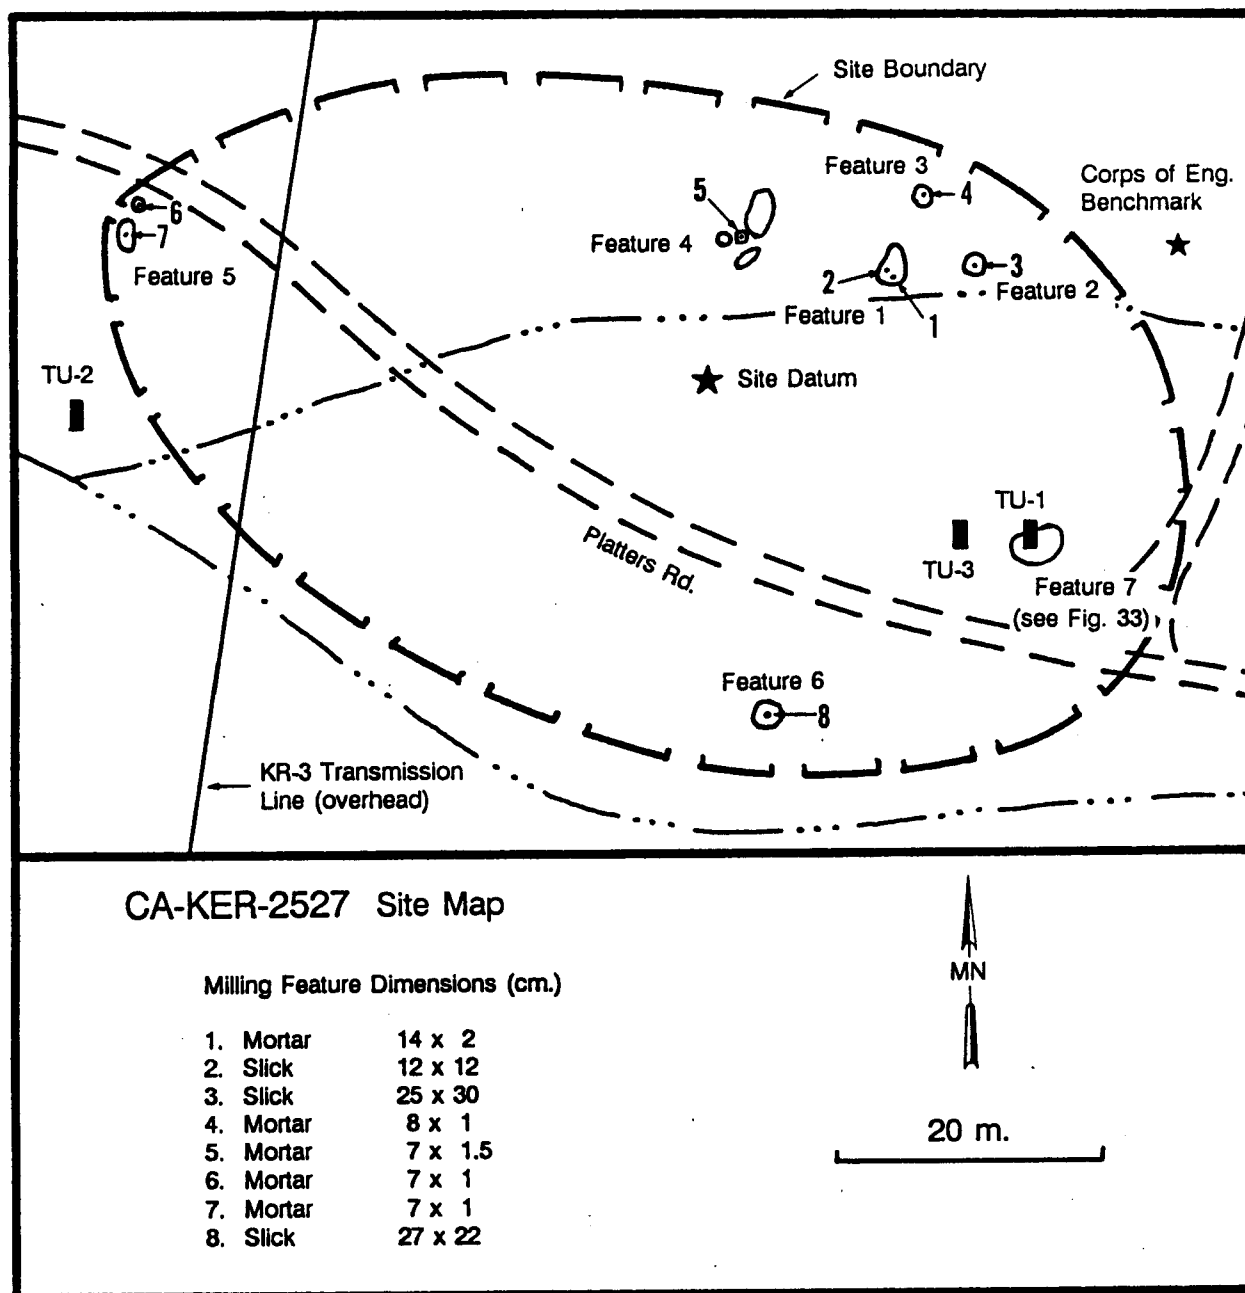 Site Boundary
Feature 3
Corps of Eng.
Benchmark
5
4
6
7
Feature 4
Feature 5
2
3
Feature 2
Feature 1
1
TU-2
Site Datum
TU-1
TU-3
Platters Rd.
Feature 7
(see Fig. 33)
Feature 6
8
KR-3 Transmission
Line (overhead)
CA-KER-2527 Site Map
MN
Milling Feature Dimensions (cm.)
1. Mortar 14 x 2
2. Slick 12 x 12
3. Slick 25 x 30
4. Mortar 8 x 1
5. Mortar 7 x 1.5
6. Mortar 7 x 1
7. Mortar 7 x 1
8. Slick 27 x 22
20 m.